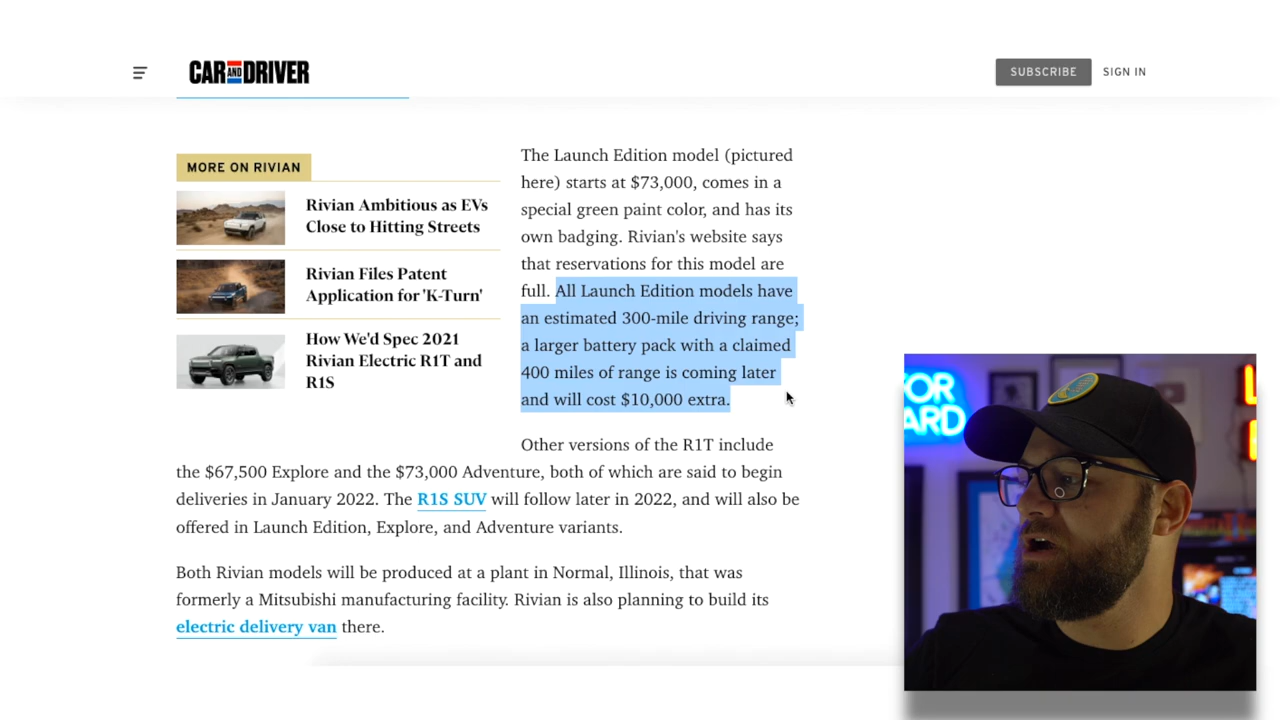 CAR AND DRIVER
SUBSCRIBE
SIGN IN
MORE ON RIVIAN
Rivian Ambitious as EVs
Close to Hitting Streets
Rivian Files Patent
Application for 'K-Turn'
How We'd Spec 2021
Rivian Electric R1T and
R1S
The Launch Edition model (pictured
here) starts at $73,000, comes in a
special green paint color, and has its
own badging. Rivian's website says
that reservations for this model are
full. All Launch Edition models have
an estimated 300-mile driving range;
a larger battery pack with a claimed
400 miles of range is coming later
and will cost $10,000 extra.
Other versions of the R1T include
the $67,500 Explore and the $73,000 Adventure, both of which are said to begin
deliveries in January 2022. The R1S SUV will follow later in 2022, and will also be
offered in Launch Edition, Explore, and Adventure variants.
Both Rivian models will be produced at a plant in Normal, Illinois, that was
formerly a Mitsubishi manufacturing facility. Rivian is also planning to build its
electric delivery van there.